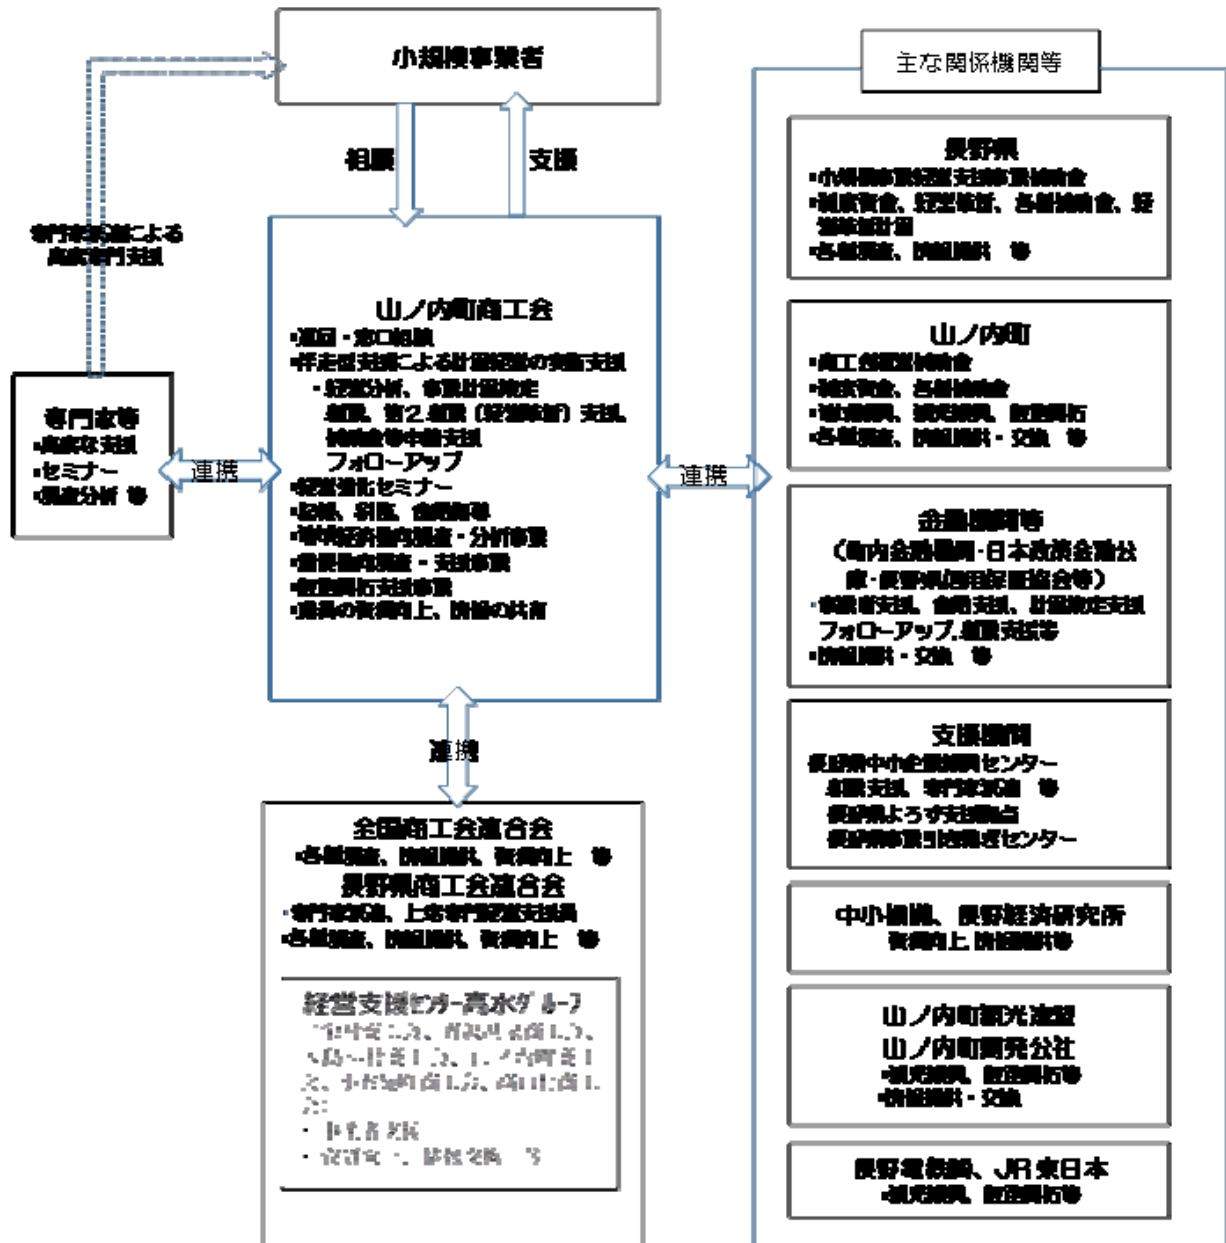 小規模事業者
主な関係機関等
相談
支援
専門家派遣による
高度専門支援
山ノ内町商工会
・巡回・窓口相談
・伴走型支援による計画経営の実施支援
・経営分析、事業計画策定
創業、第2創業（経営革新）支援、
補助金等申請支援
フォローアップ
・経営強化セミナー
・記帳、税務、金融指導
・地域経済動向調査・分析事業
・需要動向調査・支援事業
・販路開拓支援事業
・職員の資質向上、情報の共有
専門家等
・高度な支援
・セミナー
・調査分析 等
連携
連携
連携
全国商工会連合会
・各種調査、情報提供、資質向上 等
長野県商工会連合会
・専門家派遣、上席専門経営支援員
・各種調査、情報提供、資質向上 等
経営支援センター高水グループ
長野県
・小規模事業経営支援事業補助金
・制度資金、経営革新、各種補助金、経
営革新計画
・各種調査、情報提供 等
山ノ内町
・商工会運営補助金
・制度資金、各種補助金
・地域振興、観光振興、販路開拓
・各種調査、情報提供・交換 等
金融機関等
（町内金融機関・日本政策金融公
庫・長野県信用保証協会等）
・事業者支援、金融支援、計画策定支援
フォローアップ、創業支援等
・情報提供・交換 等
支援機関
長野県中小企業振興センター
創業支援、専門家派遣 等
長野県よろず支援拠点
長野県事業引き継ぎセンター
中小機構、長野経済研究所
資質向上、情報提供等
山ノ内町観光連盟
山ノ内町開発公社
・観光振興、販路開拓等
・情報提供・交換
長野電鉄㈱、JR東日本
・観光振興、販路開拓等